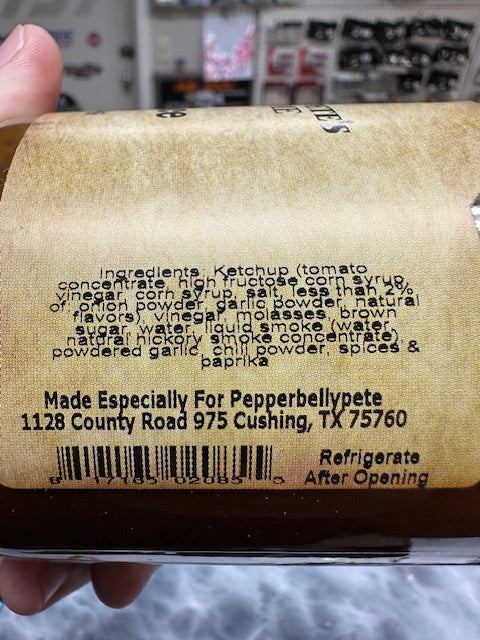 TE'S
Ingredients: Ketchup (tomato
concentrate, high fructose corn syrup,
vinegar, corn syrup, salt, less than 2%
of: onion powder, garlic powder, natural
flavors), vinegar, molasses, brown
sugar, water, liquid smoke (water,
natural hickory smoke concentrate),
powdered garlic, chili powder, spices &
paprika
Made Especially For Pepperbellypete
1128 County Road 975 Cushing, TX 75760
Refrigerate
After Opening